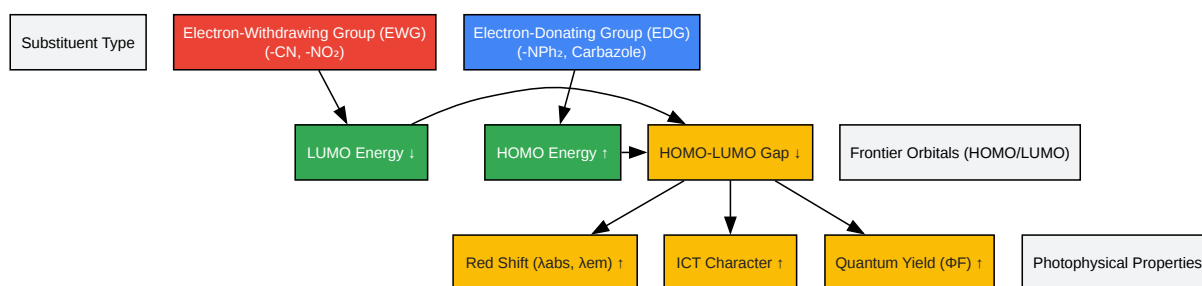 Substituent Type
Electron-Withdrawing Group (EWG)
(-CN, -NO₂)
Electron-Donating Group (EDG)
(-NPh₂, Carbazole)
LUMO Energy ↓
HOMO Energy ↑
HOMO-LUMO Gap ↓
Frontier Orbitals (HOMO/LUMO)
Red Shift (λabs, λem) ↑
ICT Character ↑
Quantum Yield (ΦF) ↑
Photophysical Properties